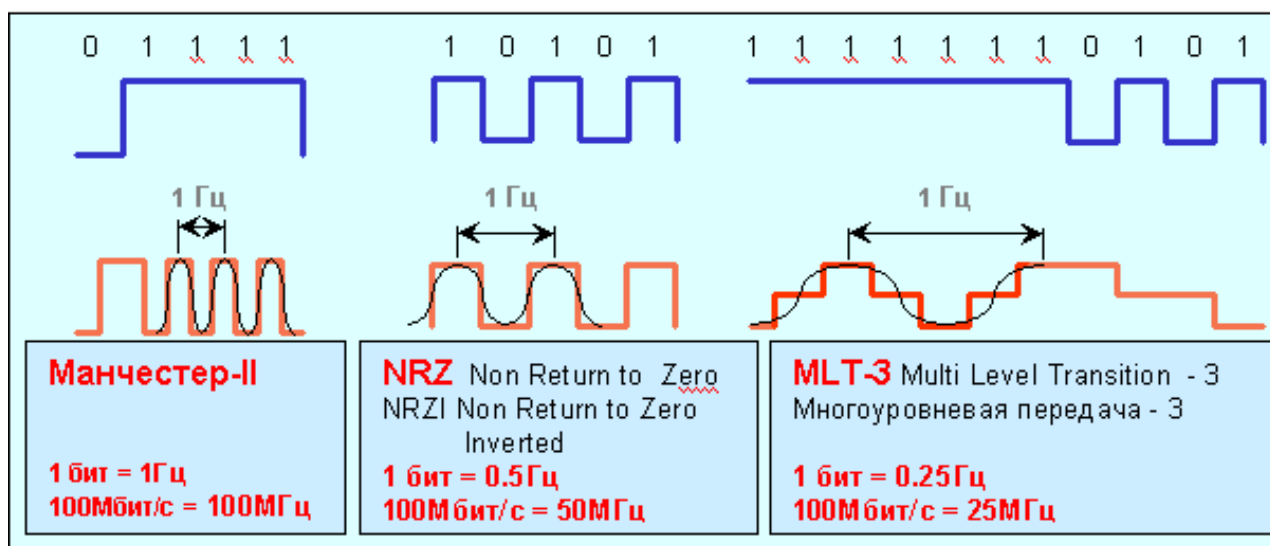 0 1 1 1 1
1 0 1 0 1
1 1 1 1 1 1 1 0 1 0 1
1 Гц
1 Гц
1 Гц
Манчестер-II
1 бит = 1Гц
100Мбит/с = 100МГц
NRZ Non Return to Zero
NRZI Non Return to Zero
Inverted
1 бит = 0.5Гц
100Мбит/с = 50МГц
MLT-3 Multi Level Transition - 3
Многоуровневая передача - 3
1 бит = 0.25Гц
100Мбит/с = 25МГц